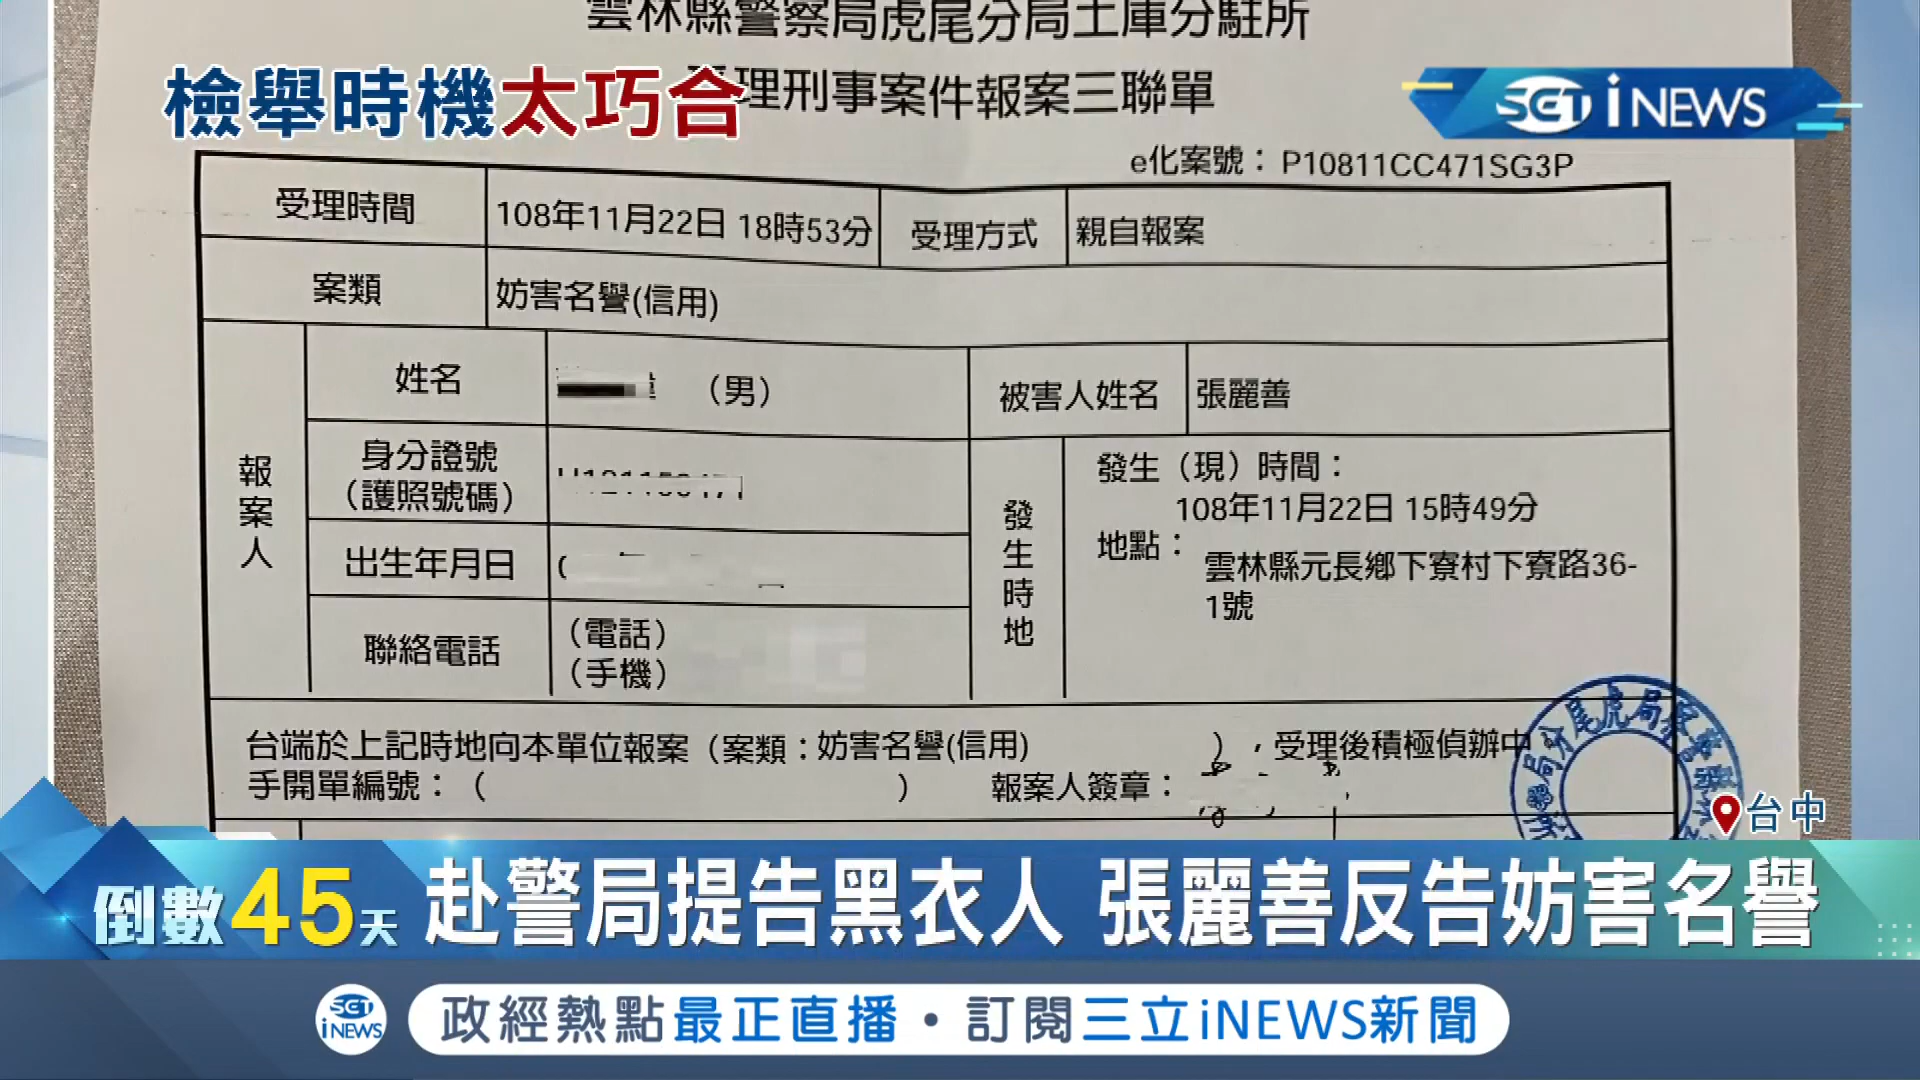 雲林縣警察局虎尾分局土庫分駐所
檢舉時機太巧合
理刑事案件報案三聯單
SET iNEWS
e化案號：P10811CC471SG3P
受理時間 108年11月22日 18時53分 受理方式 親自報案
案類 妨害名譽(信用)
報案人
姓名 （男） 被害人姓名 張麗善
身分證號
（護照號碼）
出生年月日 (
聯絡電話 （電話）
（手機）
發生時地
發生（現）時間：
108年11月22日 15時49分
地點：
雲林縣元長鄉下寮村下寮路36-
1號
台端於上記時地向本單位報案（案類：妨害名譽(信用) ），受理後積極偵辦中
手開單編號：（ ） 報案人簽章：
台中
倒數45天 赴警局提告黑衣人 張麗善反告妨害名譽
SET iNEWS
政經熱點最正直播・訂閱三立iNEWS新聞